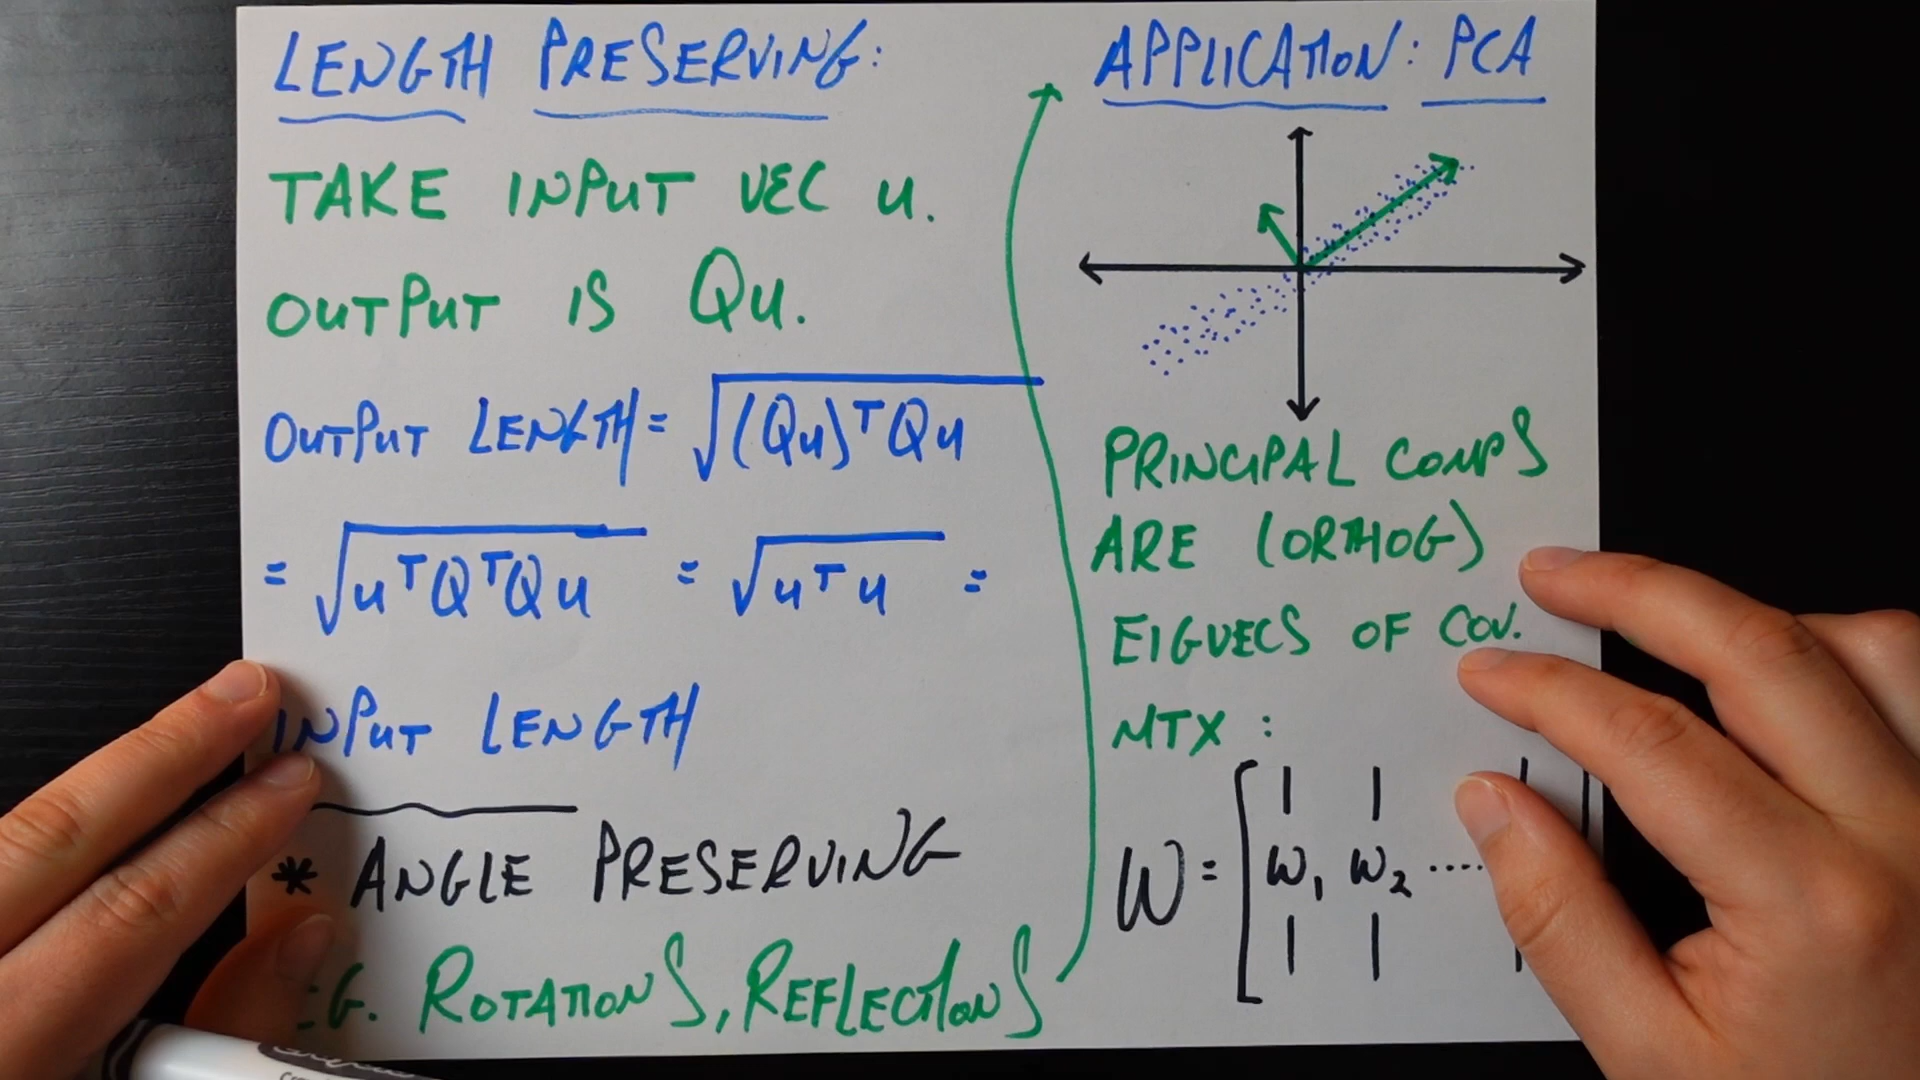 LENGTH PRESERVING:
TAKE INPUT VEC u.
OUTPUT IS Qu.
OUTPUT LENGTH = √(Qu)ᵀQu
= √uᵀQᵀQu = √uᵀu =
INPUT LENGTH
* ANGLE PRESERVING
E.G. ROTATIONS, REFLECTIONS
APPLICATION: PCA
PRINCIPAL COMPS
ARE (ORTHOG)
EIGVECS OF COV.
MTX:
W = [w₁ w₂ .....